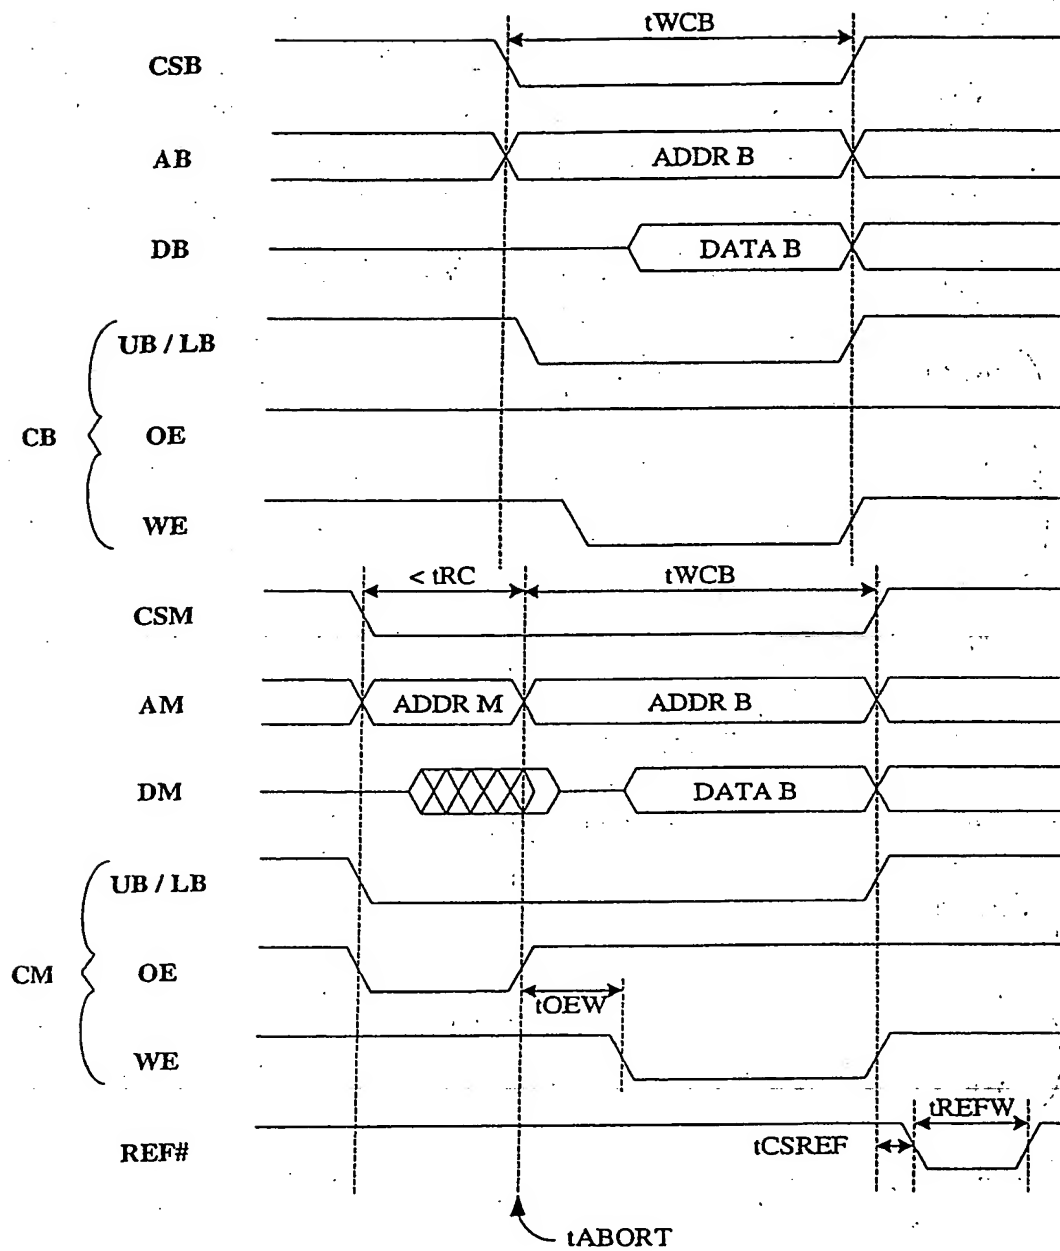 tWCB
CSB
AB ADDR B
DB DATA B
UB / LB
CB OE
WE
< tRC tWCB
CSM
AM ADDR M ADDR B
DM DATA B
UB / LB
CM OE
tOEW
WE
tREFW
REF# tCSREF
tABORT